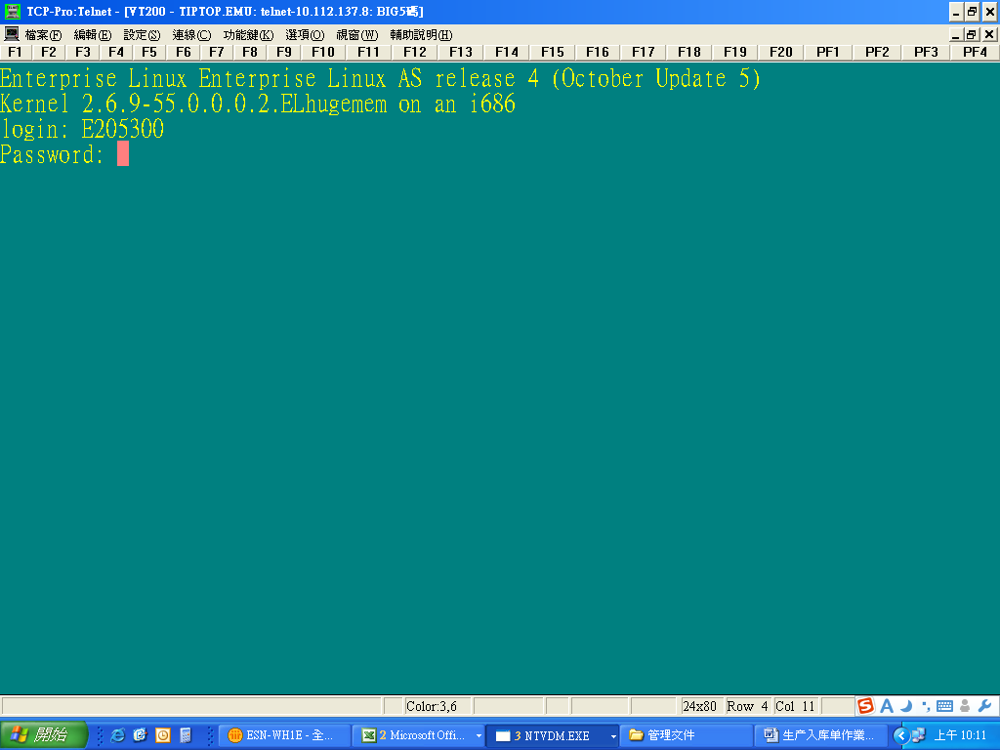 TCP-Pro:Telnet - [VT200 - TIPTOP.EMU: telnet-10.112.137.8: BIG5碼]
檔案(F) 編輯(E) 設定(S) 連線(C) 功能鍵(K) 選項(O) 視窗(W) 輔助說明(H)
F1 F2 F3 F4 F5 F6 F7 F8 F9 F10 F11 F12 F13 F14 F15 F16 F17 F18 F19 F20 PF1 PF2 PF3 PF4
Enterprise Linux Enterprise Linux AS release 4 (October Update 5)
Kernel 2.6.9-55.0.0.0.2.ELhugemem on an i686
login: E205300
Password:
Color:3,6 24x80 Row 4 Col 11
開始 ESN-WH1E - 全... 2 Microsoft Offi... 3 NTVDM.EXE 管理文件 生产入库单作業... 上午 10:11